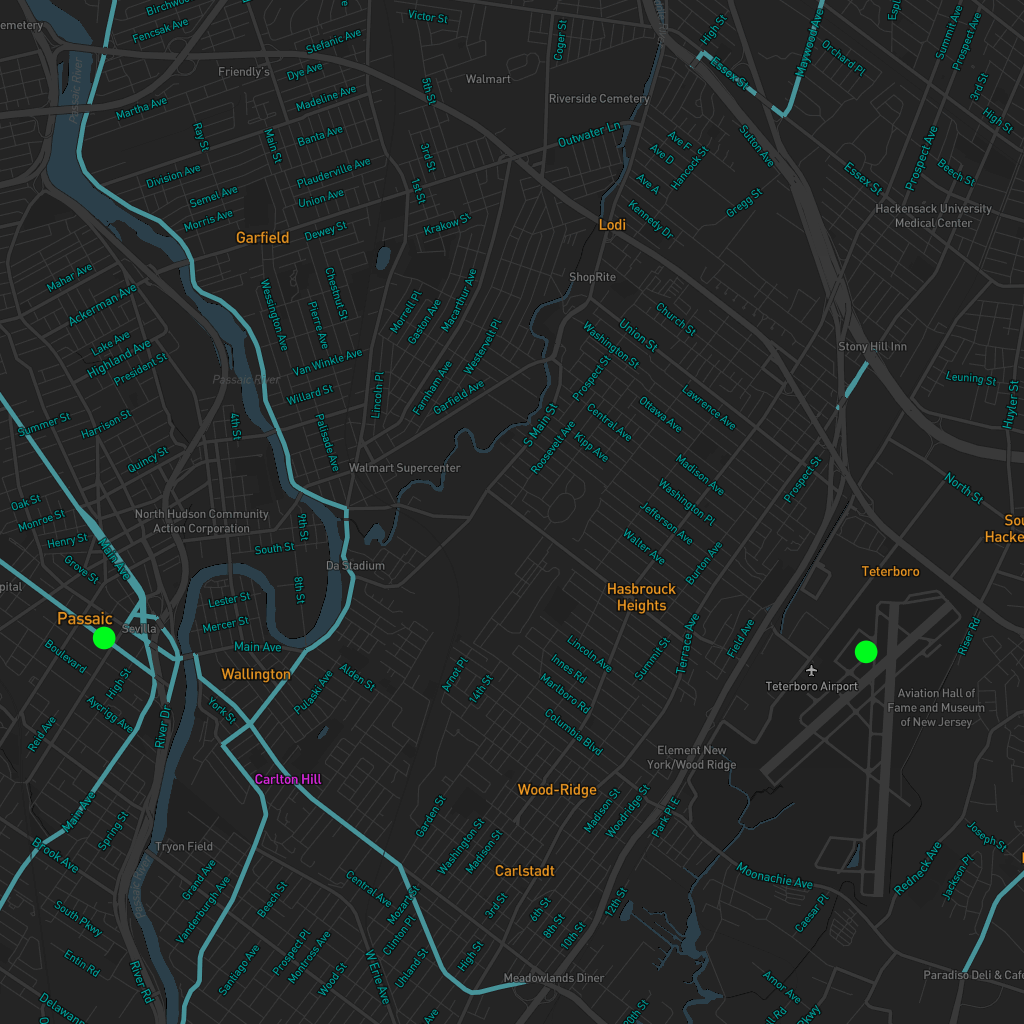 Birchwoo
Victor St
Coger St
High St
Summit Ave
Prospect Ave
Fencsak Ave
Stefanic Ave
Maywood Ave
Orchard Pl
emetery
Friendly's
Dye Ave
5th St
Walmart
Essex St
3rd St
Passaic River
Martha Ave
Madeline Ave
Riverside Cemetery
High St
Ray St
Main St
Banta Ave
Outwater Ln
Ave F
Sutton Ave
Prospect Ave
3rd St
Ave D
Hancock St
Division Ave
Plauderville Ave
Essex St
Beech St
Semel Ave
Union Ave
1st St
Ave A
Gregg St
Morris Ave
Krakow St
Kennedy Dr
Hackensack University
Medical Center
Garfield
Dewey St
Lodi
Mahar Ave
ShopRite
Chestnut St
Wessington Ave
Ackerman Ave
Morrell Pl
Gaston Ave
Macarthur Ave
Pierre Ave
Church St
Union St
Lake Ave
Washington St
Westervelt Pl
Stony Hill Inn
Highland Ave
Van Winkle Ave
President St
Passaic River
Prospect St
Leuning St
Farnham Ave
Garfield Ave
Willard St
Lincoln Pl
Huyler St
Lawrence Ave
Ottawa Ave
Summer St
Harrison St
4th St
Palisade Ave
S Main St
Central Ave
Roosevelt Ave
Kipp Ave
Quincy St
Walmart Supercenter
Madison Ave
Prospect St
North St
Oak St
Washington Pl
Monroe St
North Hudson Community
Action Corporation
9th St
Jefferson Ave
Sou
Hacke
Henry St
South St
Walter Ave
Main Ave
Da Stadium
Burton Ave
Grove St
Teterboro
pital
8th St
Lester St
Hasbrouck
Heights
Passaic
Mercer St
Sevilla
Main Ave
Terrace Ave
Field Ave
Riser Rd
Boulevard
Lincoln Ave
Summit St
Wallington
Alden St
Arnot Pl
Innes Rd
High St
Pulaski Ave
14th St
Marlboro Rd
Teterboro Airport
Aviation Hall of
Fame and Museum
of New Jersey
Aycrigg Ave
York St
Reid Ave
River Dr
Columbia Blvd
Element New
York/Wood Ridge
Carlton Hill
Wood-Ridge
Main Ave
Madison St
Woodridge St
Park Pl E
Garden St
Spring St
Washington St
Madison St
Tryon Field
Joseph St
Brook Ave
Carlstadt
Redneck Ave
Moonachie Ave
Jackson Pl
Grand Ave
Central Ave
Beech St
Mozart St
3rd St
6th St
8th St
10th St
12th St
Caesar Pl
Vanderburgh Ave
South Pkwy
Clinton Pl
Prospect Pl
Montross Ave
Entin Rd
Santiago Ave
Wood St
W Erie Ave
Uhland St
High St
River Rd
Meadowlands Diner
Amor Ave
Paradiso Deli & Cafe
Delawann